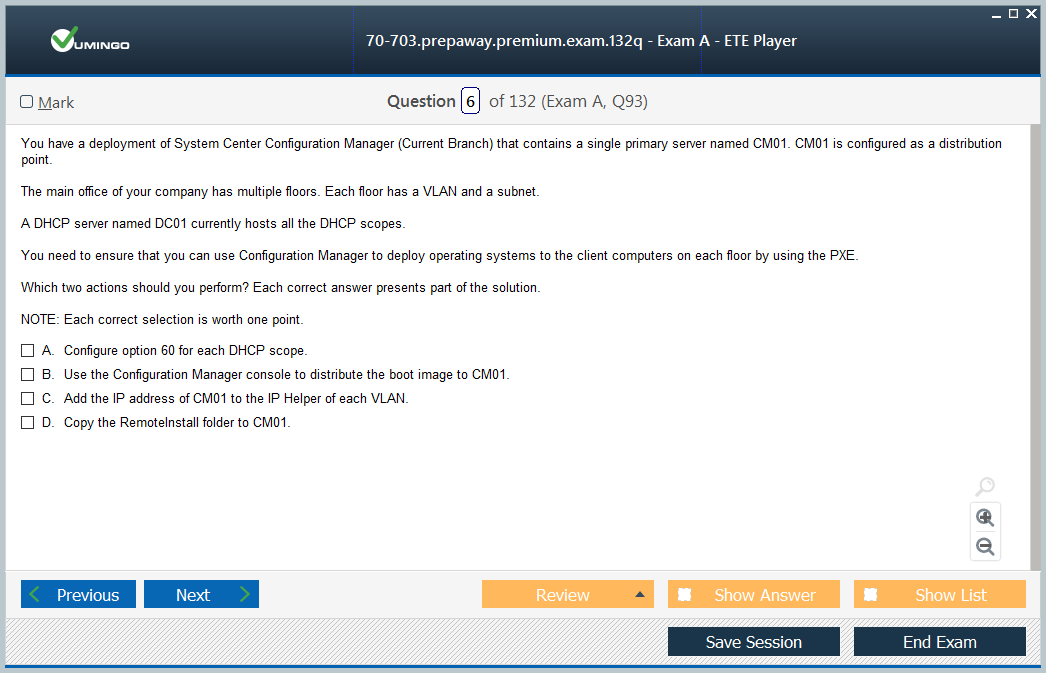 VUMINGO
70-703.prepaway.premium.exam.132q - Exam A - ETE Player
Mark
Question 6 of 132 (Exam A, Q93)
You have a deployment of System Center Configuration Manager (Current Branch) that contains a single primary server named CM01. CM01 is configured as a distribution
point.
The main office of your company has multiple floors. Each floor has a VLAN and a subnet.
A DHCP server named DC01 currently hosts all the DHCP scopes.
You need to ensure that you can use Configuration Manager to deploy operating systems to the client computers on each floor by using the PXE.
Which two actions should you perform? Each correct answer presents part of the solution.
NOTE: Each correct selection is worth one point.
A. Configure option 60 for each DHCP scope.
B. Use the Configuration Manager console to distribute the boot image to CM01.
C. Add the IP address of CM01 to the IP Helper of each VLAN.
D. Copy the RemoteInstall folder to CM01.
Previous
Next
Review
Show Answer
Show List
Save Session
End Exam